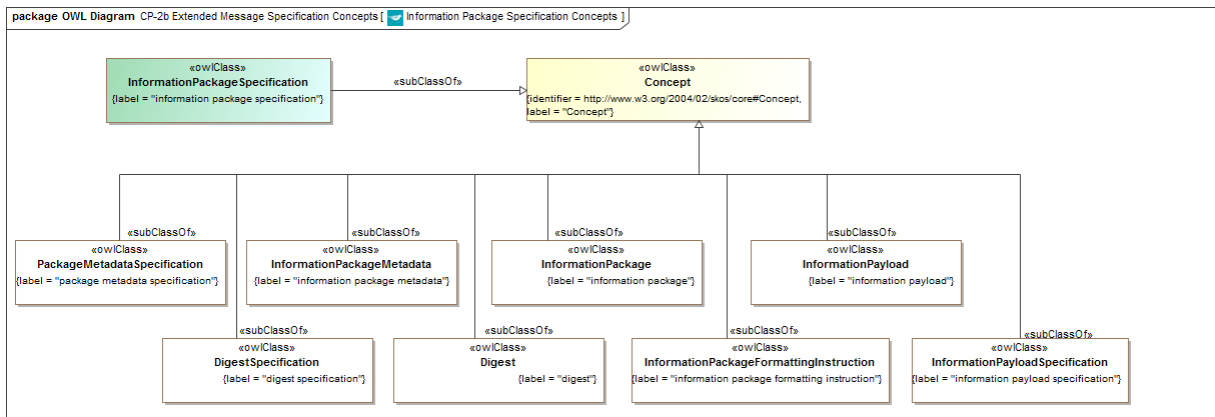 package OWL Diagram CP-2b Extended Message Specification Concepts [ Information Package Specification Concepts ]
«owlClass»
InformationPackageSpecification
{label = "information package specification"}
«subClassOf»
«owlClass»
Concept
{identifier = http://www.w3.org/2004/02/skos/core#Concept,
label = "Concept"}
«subClassOf»
«owlClass»
PackageMetadataSpecification
{label = "package metadata specification"}
«subClassOf»
«owlClass»
InformationPackageMetadata
{label = "information package metadata"}
«subClassOf»
«owlClass»
InformationPackage
{label = "information package"}
«subClassOf»
«owlClass»
InformationPayload
{label = "information payload"}
«subClassOf»
«owlClass»
DigestSpecification
{label = "digest specification"}
«subClassOf»
«owlClass»
Digest
{label = "digest"}
«subClassOf»
«owlClass»
InformationPackageFormattingInstruction
{label = "information package formatting instruction"}
«subClassOf»
«owlClass»
InformationPayloadSpecification
{label = "information payload specification"}